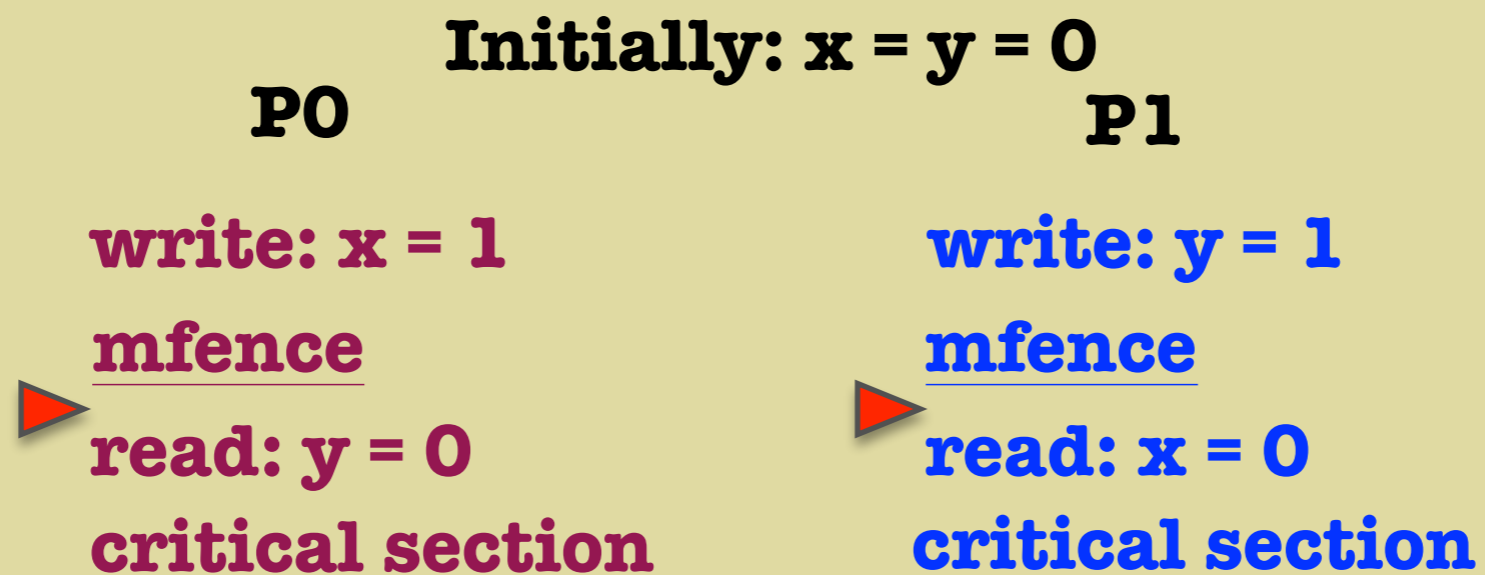 Initially: x = y = 0
P0
P1
write: x = 1
mfence
read: y = 0
critical section
write: y = 1
mfence
read: x = 0
critical section